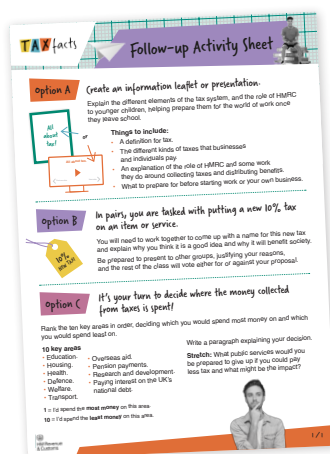 TAXfacts
Follow-up Activity Sheet
Option A
Create an information leaflet or presentation.
Explain the different elements of the tax system, and the role of HMRC
to younger children, helping prepare them for the world of work once
they leave school.
All
about
tax!
or
Things to include:
• A definition for tax.
• The different kinds of taxes that businesses
and individuals pay.
• An explanation of the role of HMRC and some work
they do around collecting taxes and distributing benefits.
• What to prepare for before starting work or your own business.
Option B
In pairs, you are tasked with putting a new 10% tax
on an item or service.
10%
NEW TAX!
You will need to work together to come up with a name for this new tax
and explain why you think it is a good idea and why it will benefit society.
Be prepared to present to other groups, justifying your reasons,
and the rest of the class will vote either for or against your proposal.
Option C
It's your turn to decide where the money collected
from taxes is spent!
Rank the ten key areas in order, deciding which you would spend most money on and which
you would spend least on.
10 key areas
• Education.
• Housing.
• Health.
• Defence.
• Welfare.
• Transport.
• Overseas aid.
• Pension payments.
• Research and development.
• Paying interest on the UK's
national debt.
1 = I'd spend the most money on this area
10 = I'd spend the least money on this area.
Write a paragraph explaining your decision.
Stretch: What public services would you
be prepared to give up if you could pay
less tax and what might be the impact?
HM Revenue
& Customs
1 / 1